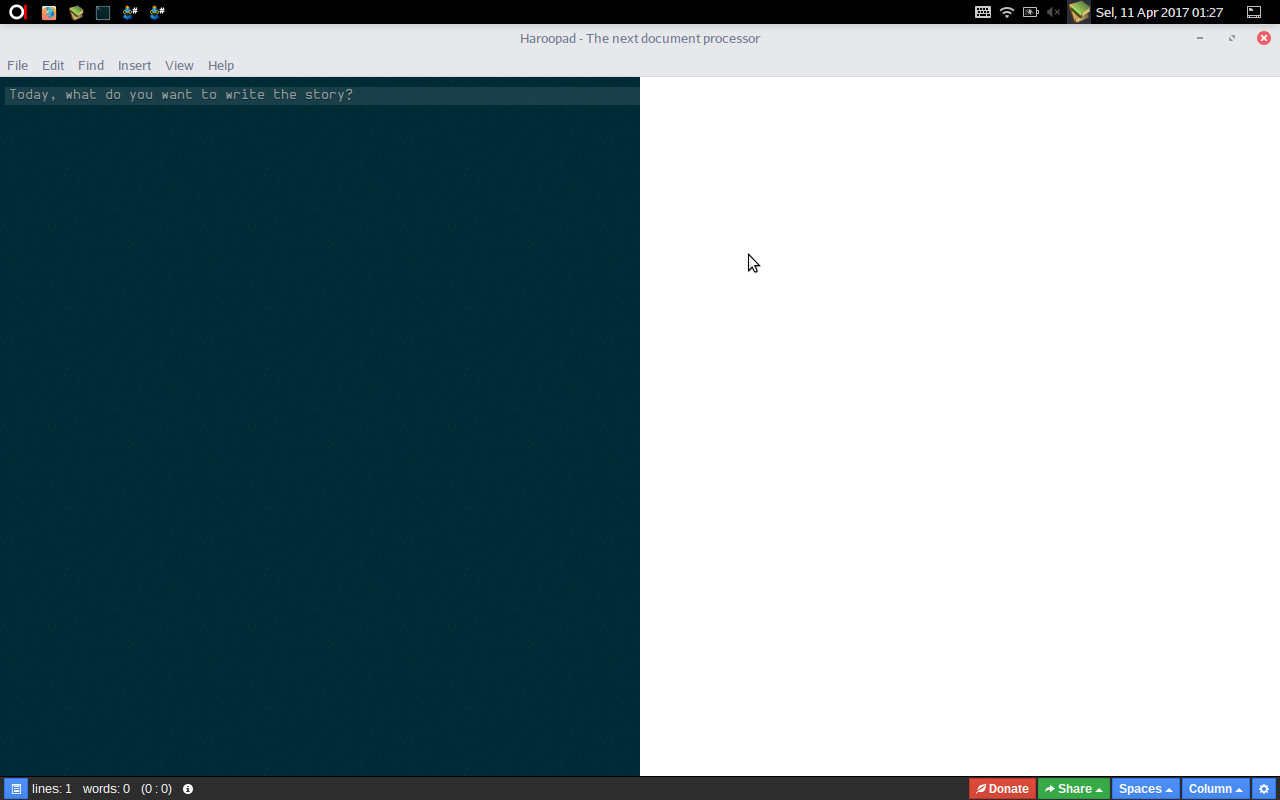 Sel, 11 Apr 2017 01:27
Haroopad - The next document processor
File Edit Find Insert View Help
Today, what do you want to write the story?
lines: 1 words: 0 (0 : 0) Donate Share Spaces Column